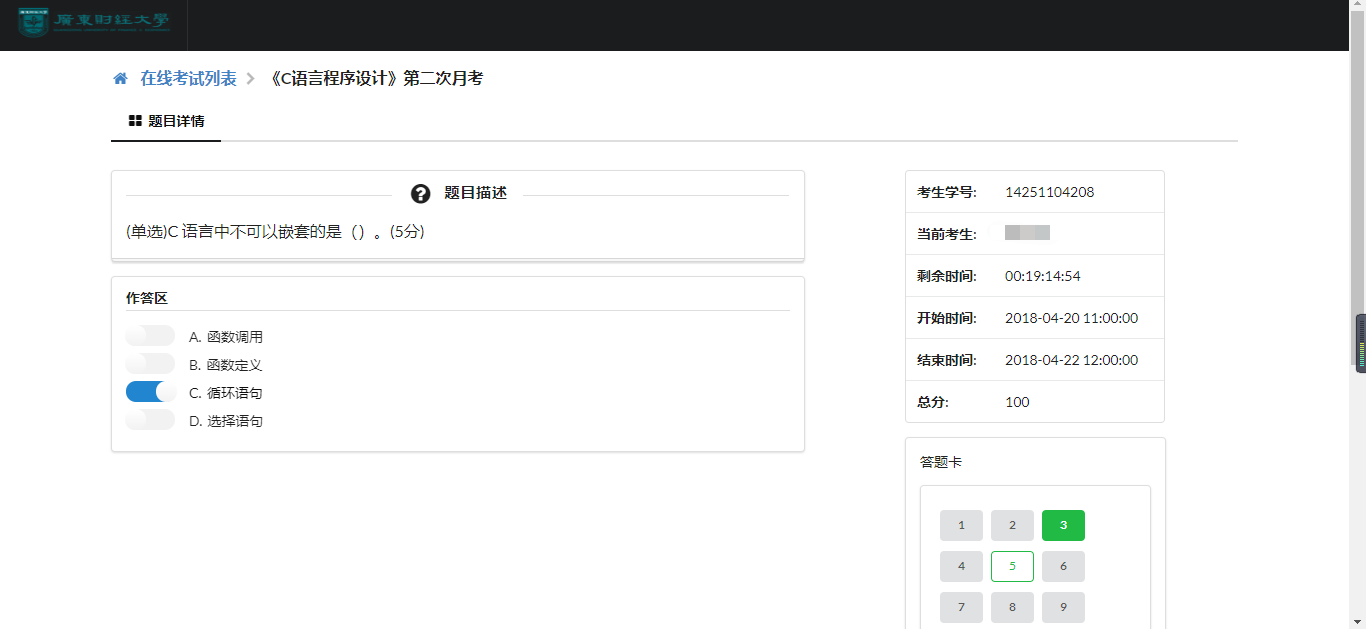 廣東財經大學
在线考试列表 《C语言程序设计》第二次月考
题目详情
题目描述
(单选)C 语言中不可以嵌套的是（）。(5分)
作答区
A. 函数调用
B. 函数定义
C. 循环语句
D. 选择语句
考生学号: 14251104208
当前考生:
剩余时间: 00:19:14:54
开始时间: 2018-04-20 11:00:00
结束时间: 2018-04-22 12:00:00
总分: 100
答题卡
1 2 3
4 5 6
7 8 9